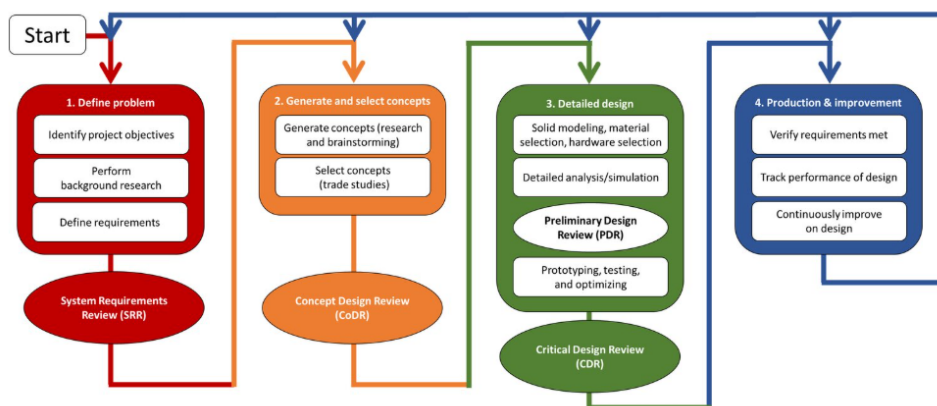 Start
1. Define problem
Identify project objectives
Perform
background research
Define requirements
System Requirements
Review (SRR)
2. Generate and select concepts
Generate concepts (research
and brainstorming)
Select concepts
(trade studies)
Concept Design Review
(CoDR)
3. Detailed design
Solid modeling, material
selection, hardware selection
Detailed analysis/simulation
Preliminary Design
Review (PDR)
Prototyping, testing,
and optimizing
Critical Design Review
(CDR)
4. Production & improvement
Verify requirements met
Track performance of design
Continuously improve
on design